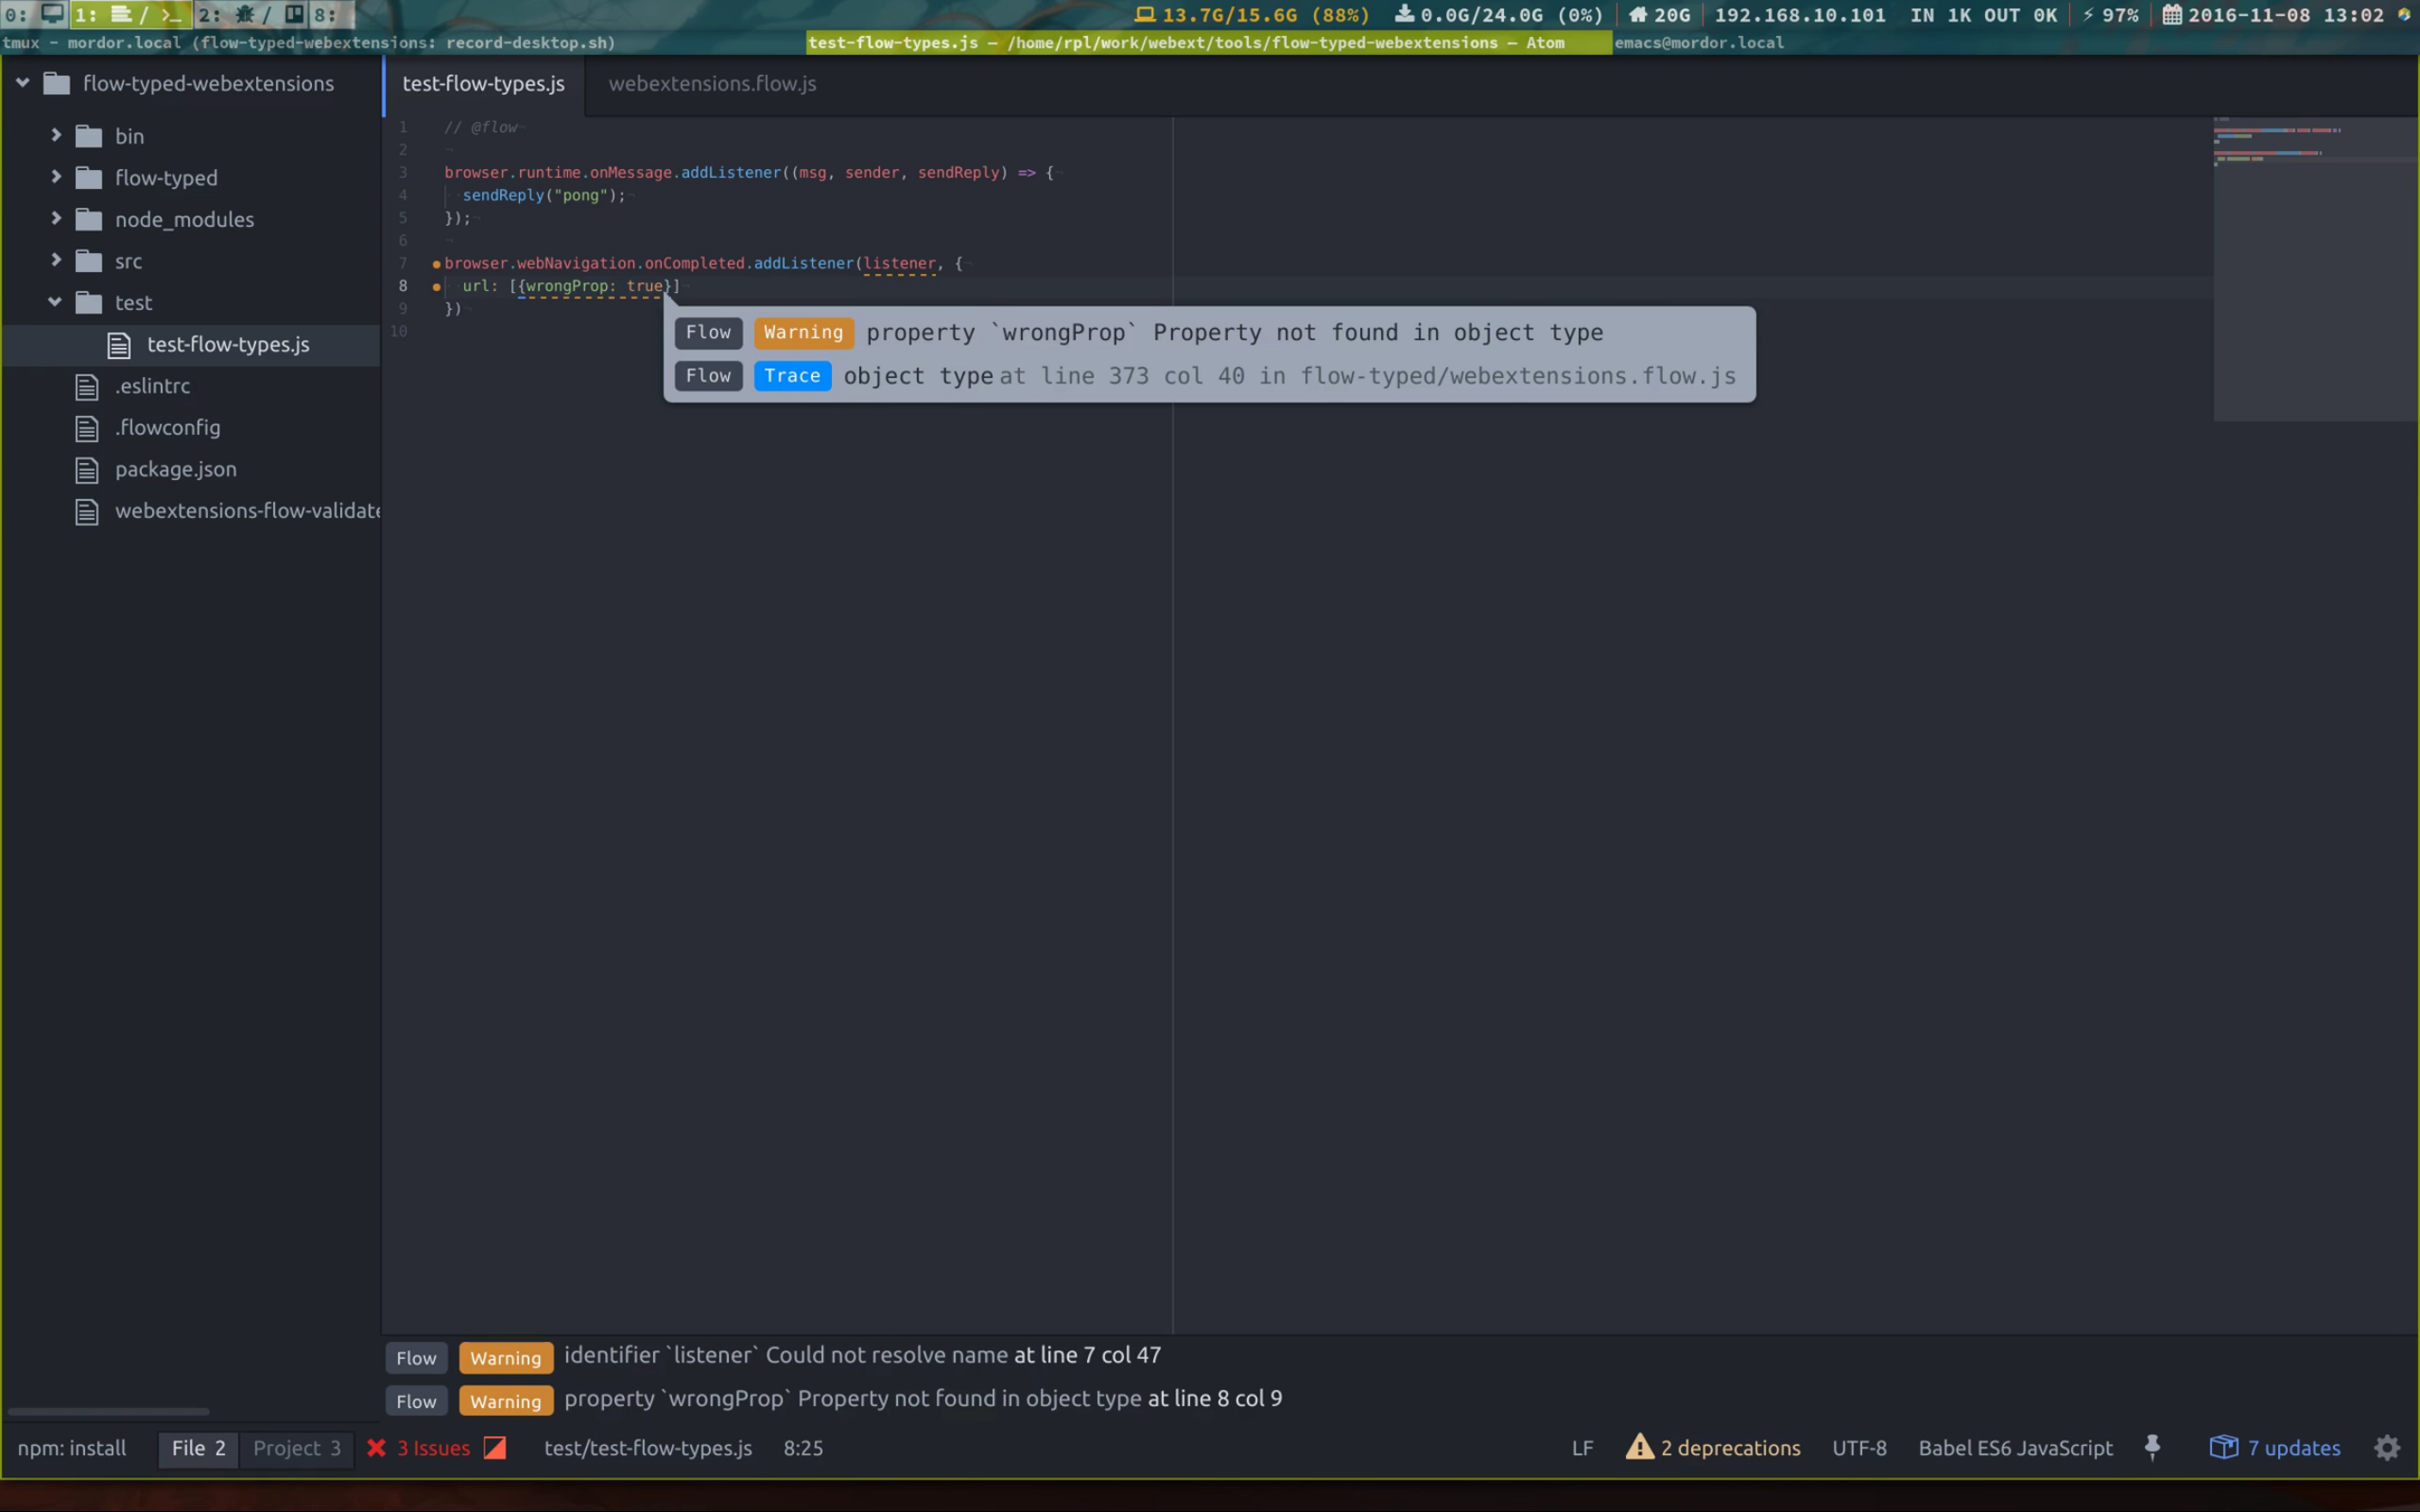 0: 1: / >_ 2: / 8: 13.7G/15.6G (88%) 0.0G/24.0G (0%) 20G 192.168.10.101 IN 1K OUT 0K 97% 2016-11-08 13:02
tmux – mordor.local (flow-typed-webextensions: record-desktop.sh) test-flow-types.js — /home/rpl/work/webext/tools/flow-typed-webextensions — Atom emacs@mordor.local
flow-typed-webextensions
bin
flow-typed
node_modules
src
test
test-flow-types.js
.eslintrc
.flowconfig
package.json
webextensions-flow-validate
test-flow-types.js webextensions.flow.js
1 // @flow
2
3 browser.runtime.onMessage.addListener((msg, sender, sendReply) => {
4 sendReply("pong");
5 });
6
7 browser.webNavigation.onCompleted.addListener(listener, {
8 url: [{wrongProp: true}]
9 })
10
Flow Warning property `wrongProp` Property not found in object type
Flow Trace object type at line 373 col 40 in flow-typed/webextensions.flow.js
Flow Warning identifier `listener` Could not resolve name at line 7 col 47
Flow Warning property `wrongProp` Property not found in object type at line 8 col 9
npm: install File 2 Project 3 3 Issues test/test-flow-types.js 8:25 LF 2 deprecations UTF-8 Babel ES6 JavaScript 7 updates